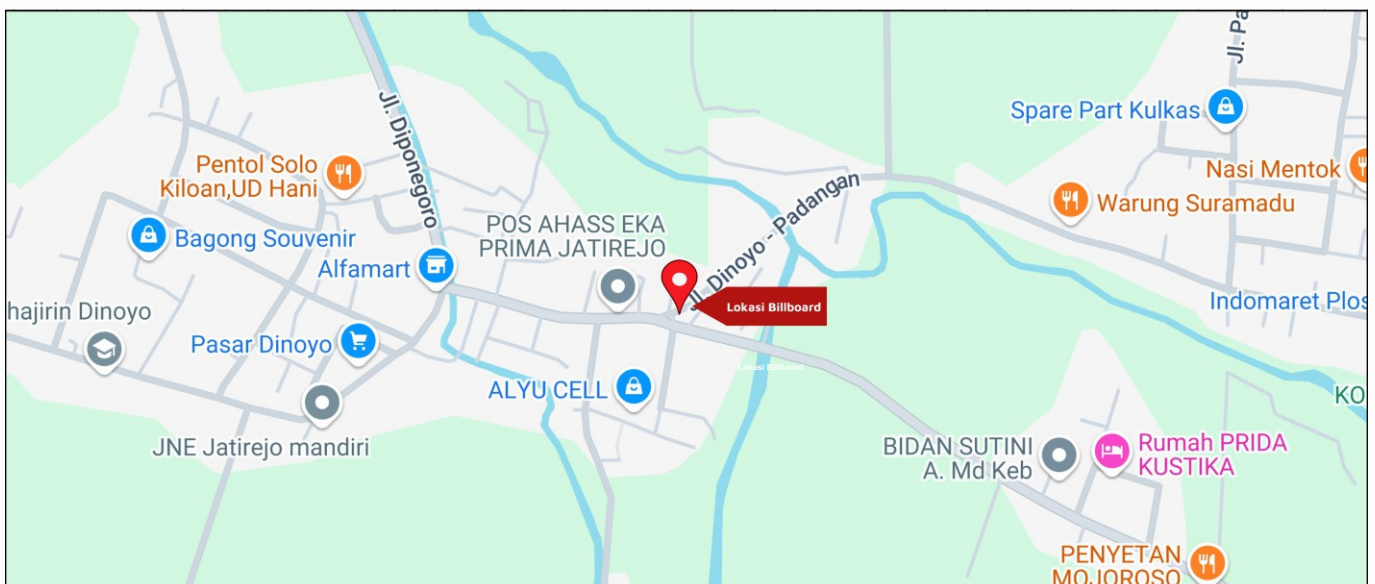 Jl. Pa
Spare Part Kulkas
Jl. Diponegoro
Pentol Solo
Kiloan,UD Hani
Nasi Mentok
Warung Suramadu
Jl. Dinoyo - Padangan
POS AHASS EKA
PRIMA JATIREJO
Bagong Souvenir
Alfamart
hajirin Dinoyo
Lokasi Billboard
Indomaret Plos
Pasar Dinoyo
Lokasi Billboard
ALYU CELL
KO
JNE Jatirejo mandiri
BIDAN SUTINI
A. Md Keb
Rumah PRIDA
KUSTIKA
PENYETAN
MOJOROSO